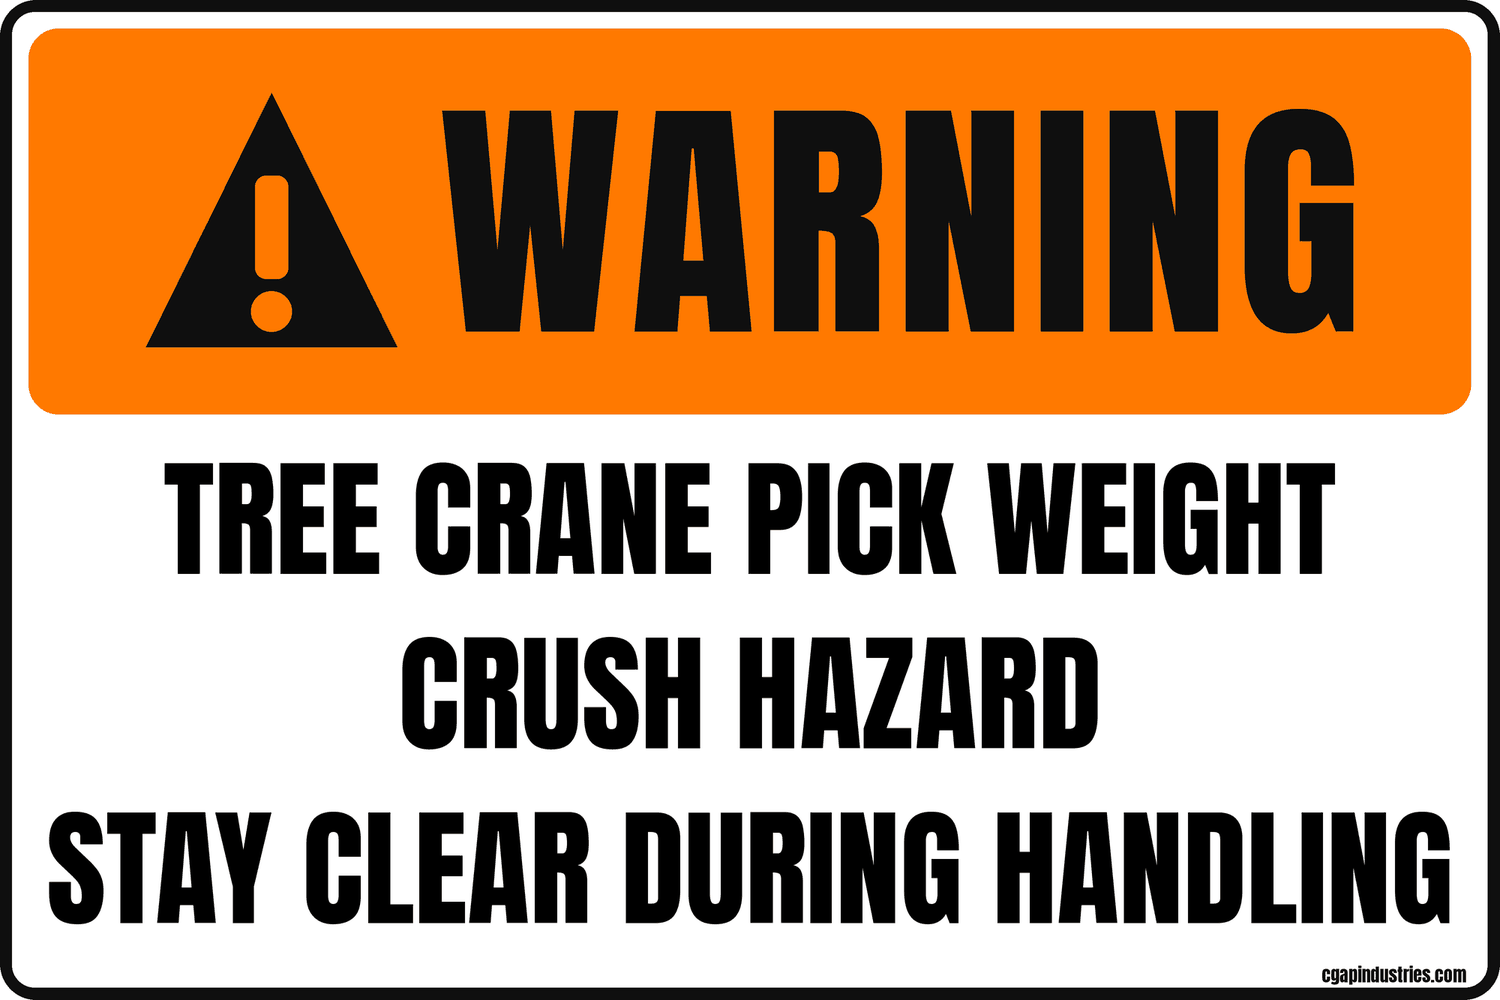 WARNING
TREE CRANE PICK WEIGHT
CRUSH HAZARD
STAY CLEAR DURING HANDLING
cgapindustries.com